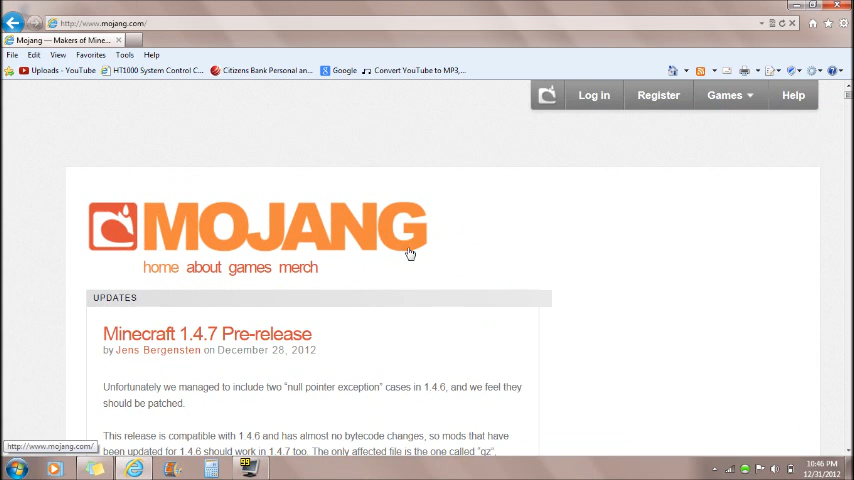 http://www.mojang.com/
Mojang — Makers of Mine...
File Edit View Favorites Tools Help
Uploads - YouTube HT1000 System Control C... Citizens Bank Personal an... Google Convert YouTube to MP3,...
Log in Register Games Help
MOJANG
home about games merch
UPDATES
Minecraft 1.4.7 Pre-release
by Jens Bergensten on December 28, 2012
Unfortunately we managed to include two “null pointer exception” cases in 1.4.6, and we feel they
should be patched.
This release is compatible with 1.4.6 and has almost no bytecode changes, so mods that have
been updated for 1.4.6 should work in 1.4.7 too. The only affected file is the one called “qz”,
http://www.mojang.com/
99
10:46 PM
12/31/2012